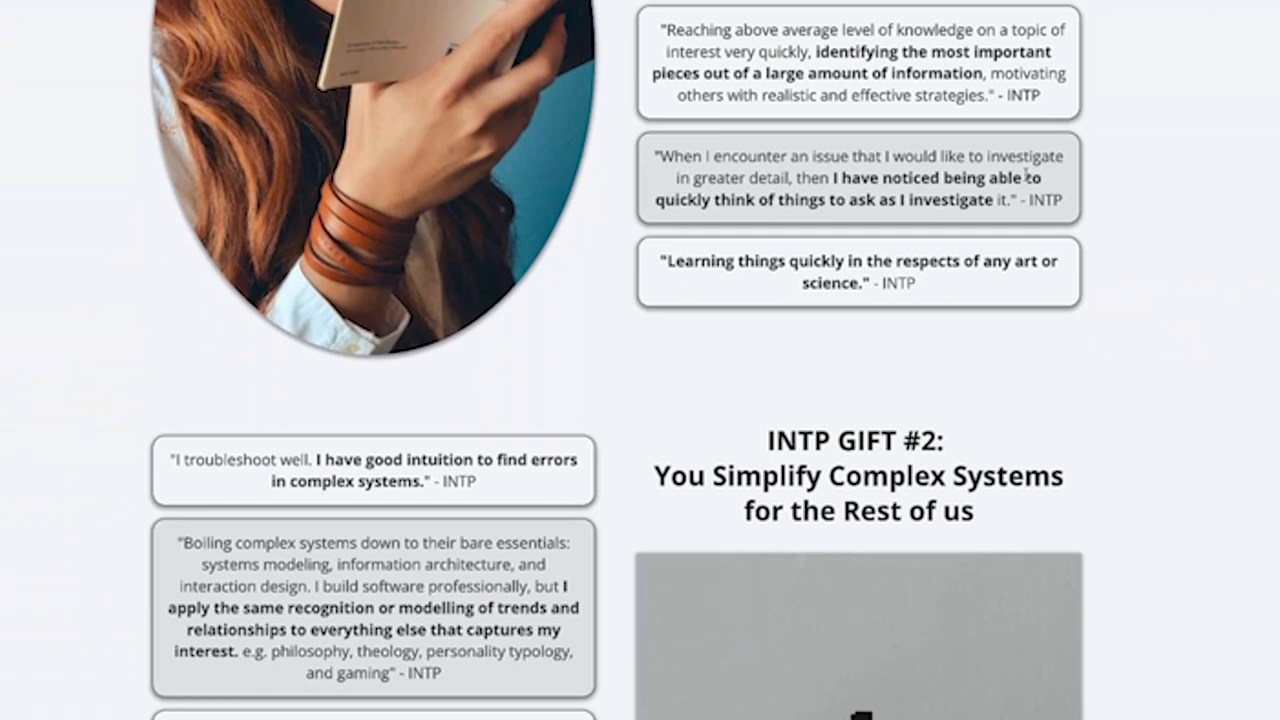 "Reaching above average level of knowledge on a topic of
interest very quickly, identifying the most important
pieces out of a large amount of information, motivating
others with realistic and effective strategies." - INTP
"When I encounter an issue that I would like to investigate
in greater detail, then I have noticed being able to
quickly think of things to ask as I investigate it." - INTP
"Learning things quickly in the respects of any art or
science." - INTP
"I troubleshoot well. I have good intuition to find errors
in complex systems." - INTP
"Boiling complex systems down to their bare essentials:
systems modeling, information architecture, and
interaction design. I build software professionally, but I
apply the same recognition or modelling of trends and
relationships to everything else that captures my
interest. e.g. philosophy, theology, personality typology,
and gaming" - INTP
INTP GIFT #2:
You Simplify Complex Systems
for the Rest of us